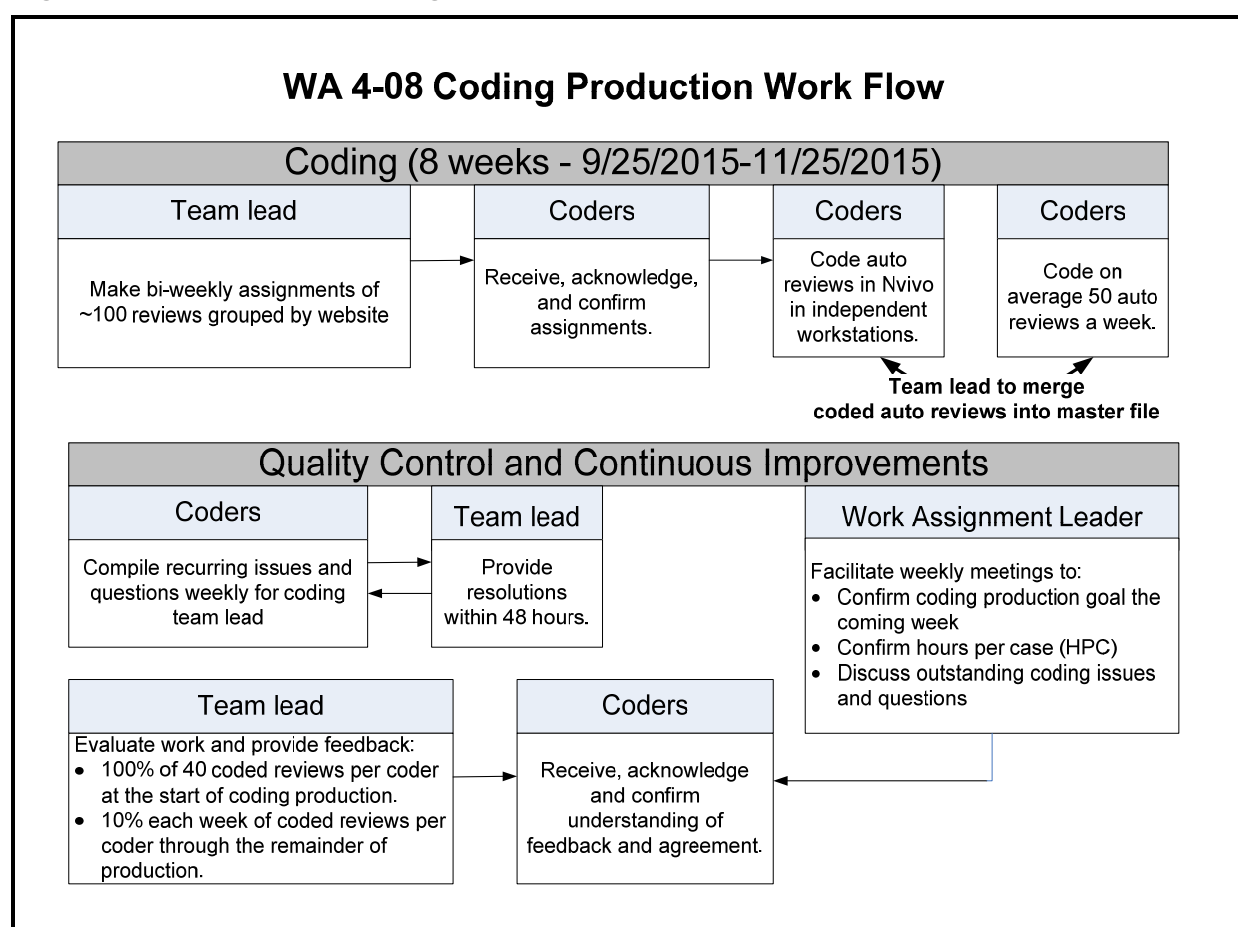 WA 4-08 Coding Production Work Flow
Coding (8 weeks - 9/25/2015-11/25/2015)
Team lead
Make bi-weekly assignments of
~100 reviews grouped by website
Coders
Receive, acknowledge,
and confirm
assignments.
Coders
Code auto
reviews in Nvivo
in independent
workstations.
Coders
Code on
average 50 auto
reviews a week.
Team lead to merge
coded auto reviews into master file
Quality Control and Continuous Improvements
Coders
Compile recurring issues and
questions weekly for coding
team lead
Team lead
Provide
resolutions
within 48 hours.
Work Assignment Leader
Facilitate weekly meetings to:
• Confirm coding production goal the
coming week
• Confirm hours per case (HPC)
• Discuss outstanding coding issues
and questions
Team lead
Evaluate work and provide feedback:
• 100% of 40 coded reviews per coder
at the start of coding production.
• 10% each week of coded reviews per
coder through the remainder of
production.
Coders
Receive, acknowledge
and confirm
understanding of
feedback and agreement.